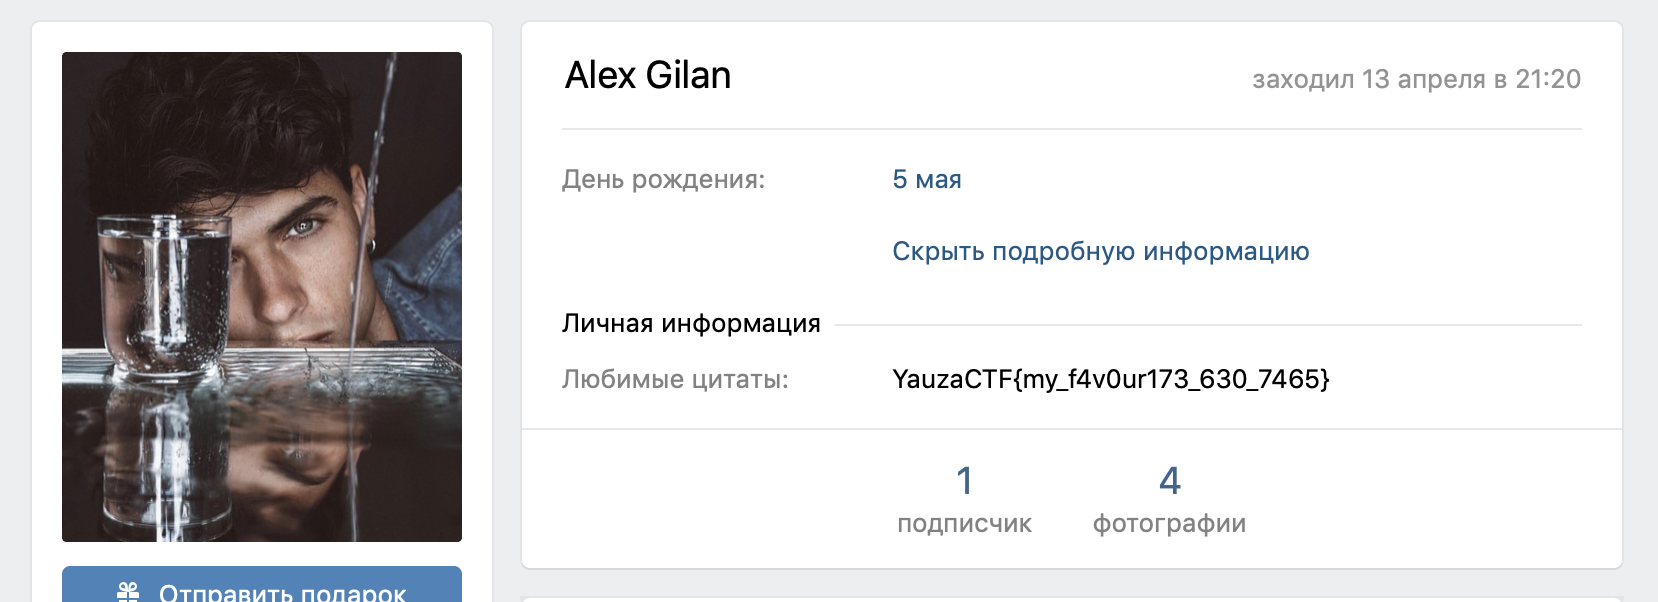 Alex Gilan
заходил 13 апреля в 21:20
День рождения: 5 мая
Скрыть подробную информацию
Личная информация
Любимые цитаты: YauzaCTF{my_f4v0ur173_630_7465}
1 4
подписчик фотографии
Отправить подарок